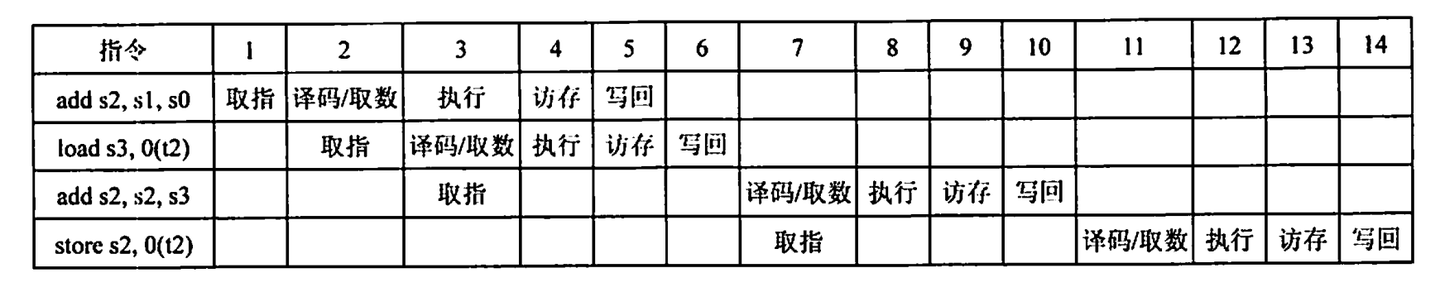 指令 1 2 3 4 5 6 7 8 9 10 11 12 13 14
add s2, s1, s0 取指 译码/取数 执行 访存 写回
load s3, 0(t2) 取指 译码/取数 执行 访存 写回
add s2, s2, s3 取指 译码/取数 执行 访存 写回
store s2, 0(t2) 取指 译码/取数 执行 访存 写回